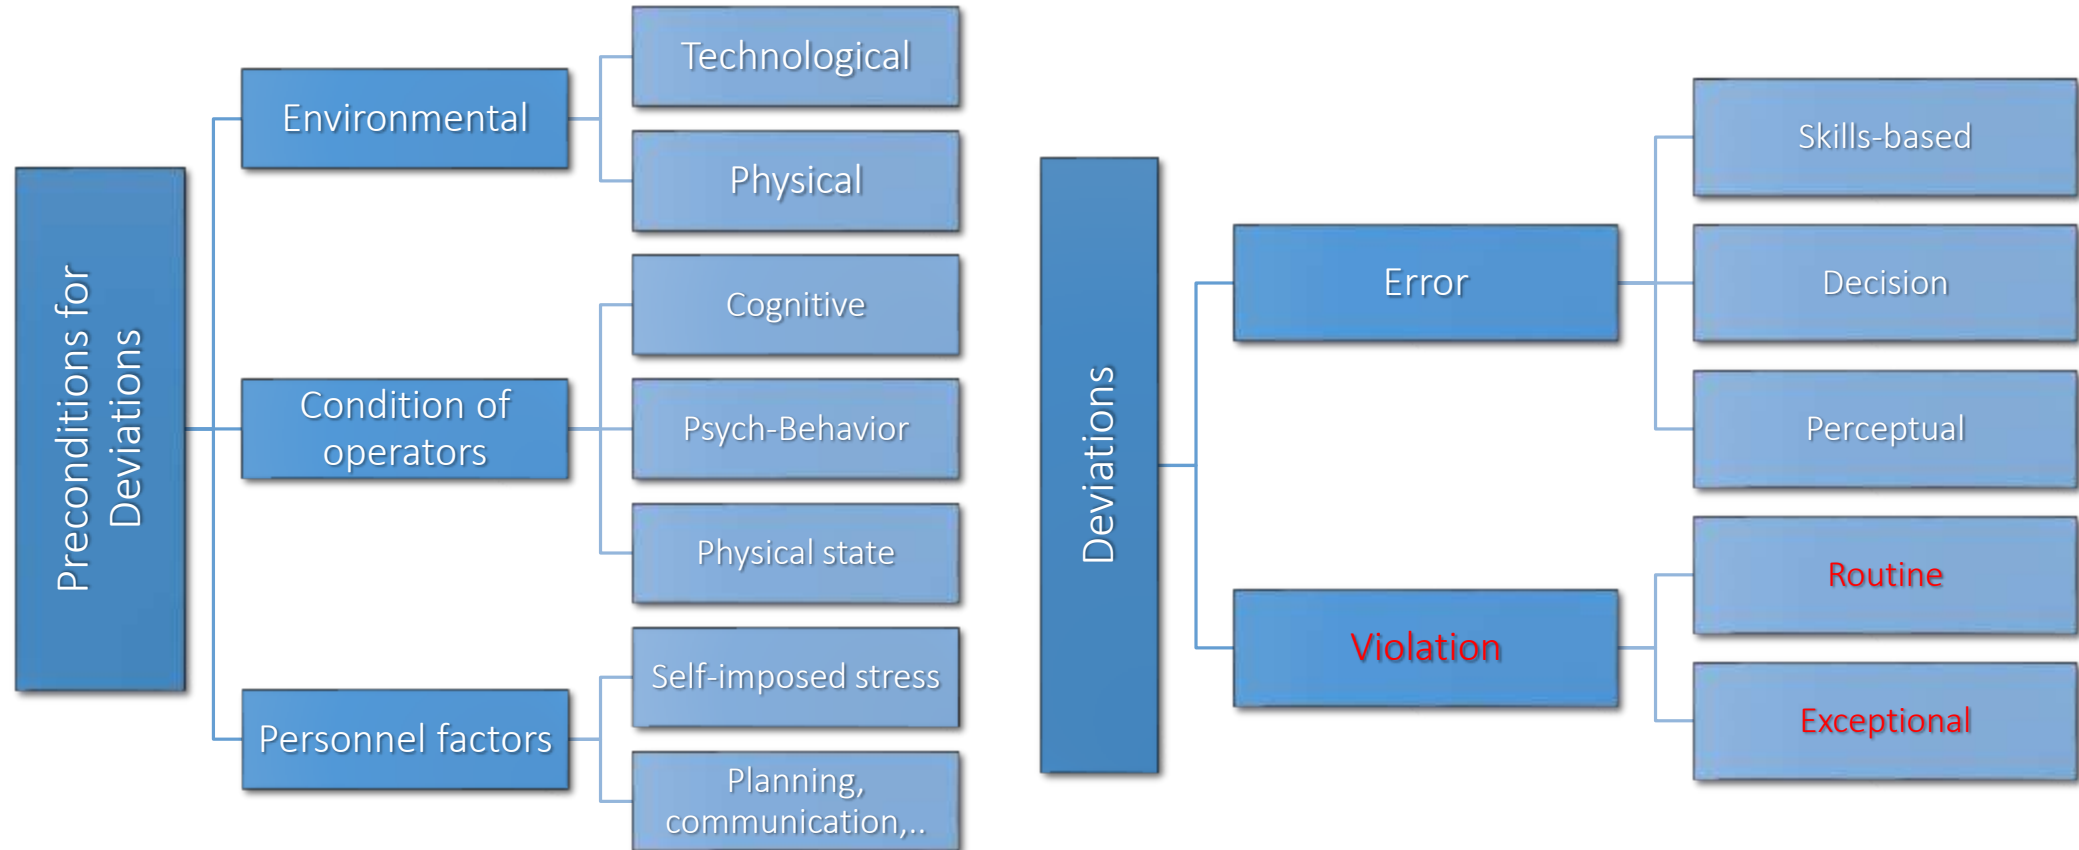 Preconditions for
Deviations
Environmental
Technological
Physical
Condition of
operators
Cognitive
Psych-Behavior
Physical state
Personnel factors
Self-imposed stress
Planning,
communication,..
Deviations
Error
Skills-based
Decision
Perceptual
Violation
Routine
Exceptional